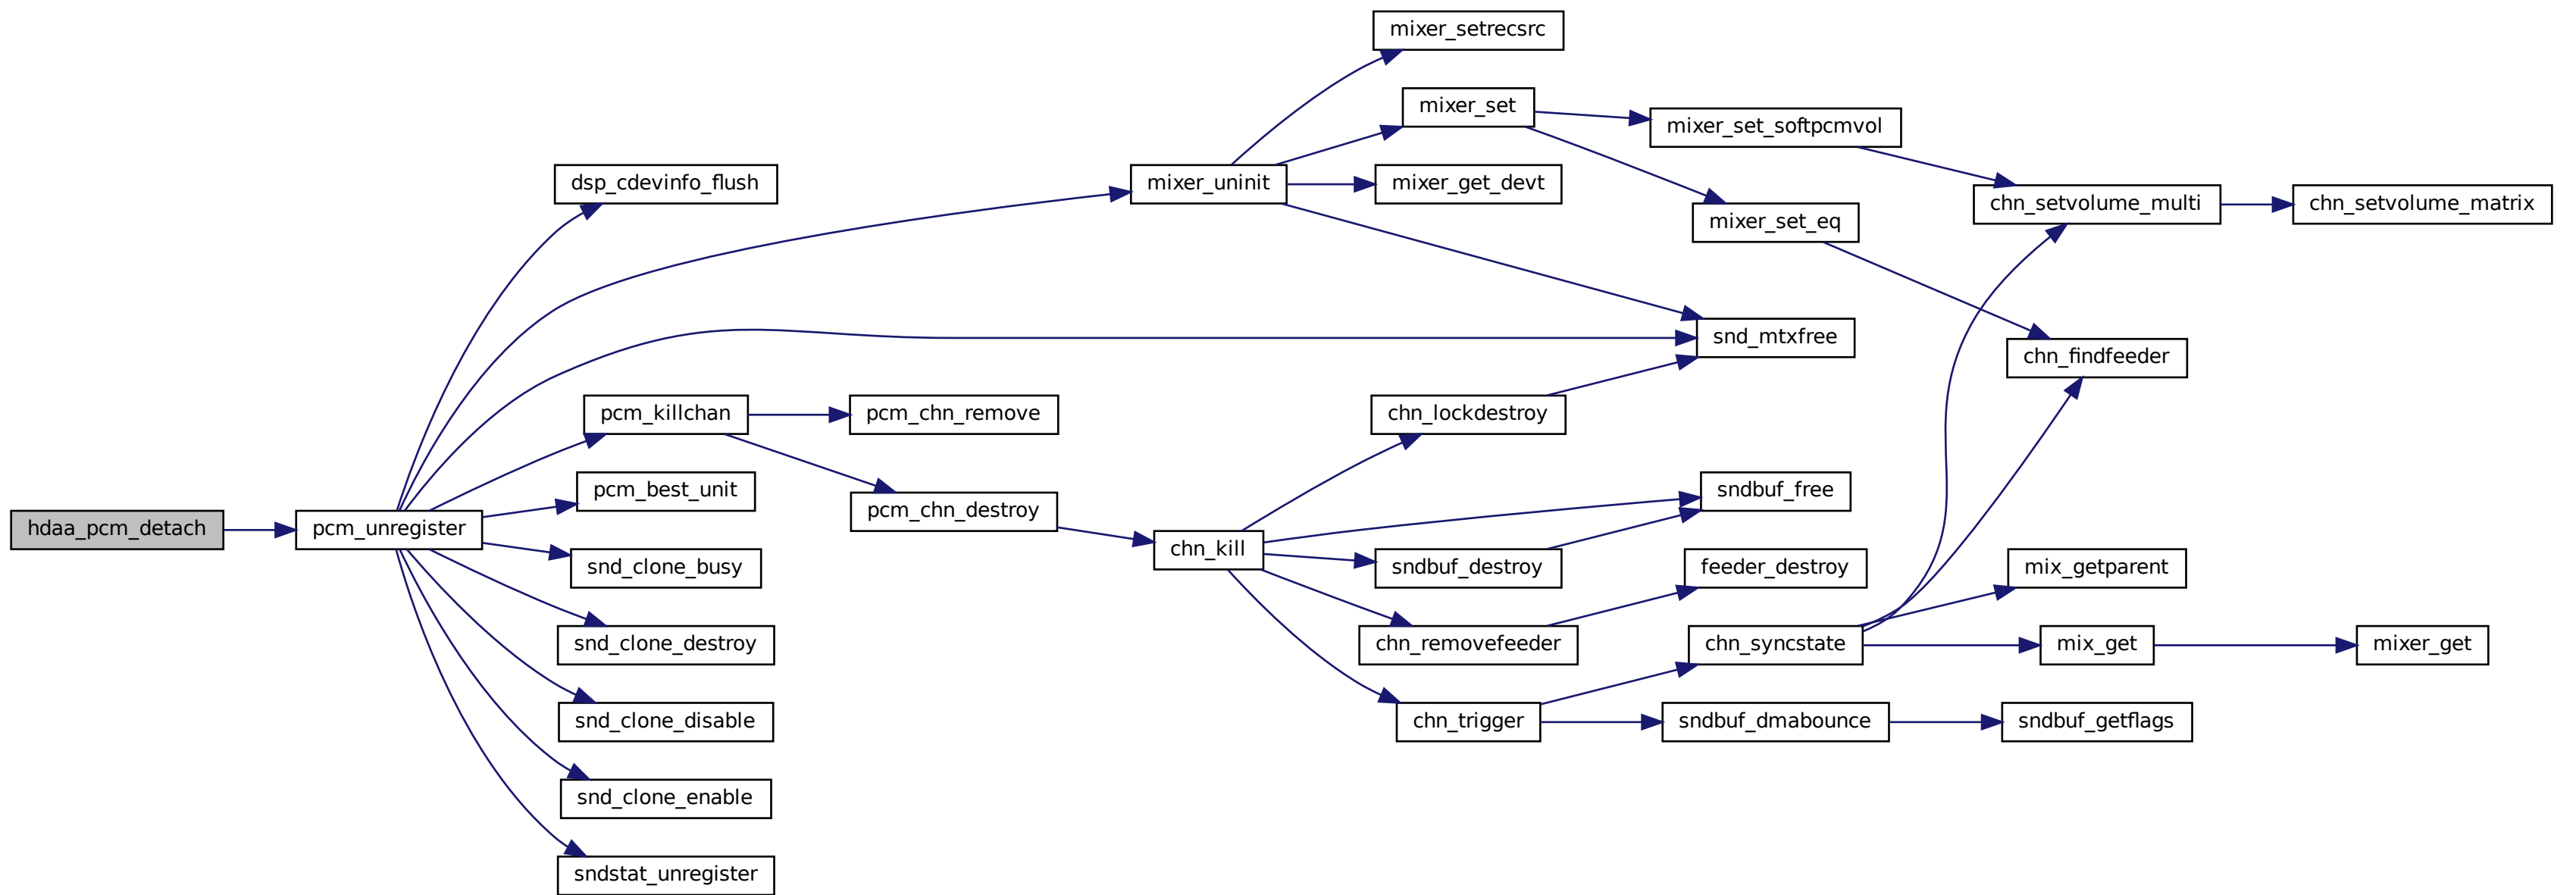 mixer_setrecsrc
mixer_set
mixer_set_softpcmvol
dsp_cdevinfo_flush
mixer_uninit
mixer_get_devt
chn_setvolume_multi
chn_setvolume_matrix
mixer_set_eq
snd_mtxfree
chn_findfeeder
pcm_killchan
pcm_chn_remove
chn_lockdestroy
pcm_best_unit
sndbuf_free
pcm_chn_destroy
hdaa_pcm_detach
pcm_unregister
chn_kill
snd_clone_busy
sndbuf_destroy
feeder_destroy
mix_getparent
snd_clone_destroy
chn_removefeeder
chn_syncstate
mix_get
mixer_get
snd_clone_disable
chn_trigger
sndbuf_dmabounce
sndbuf_getflags
snd_clone_enable
sndstat_unregister